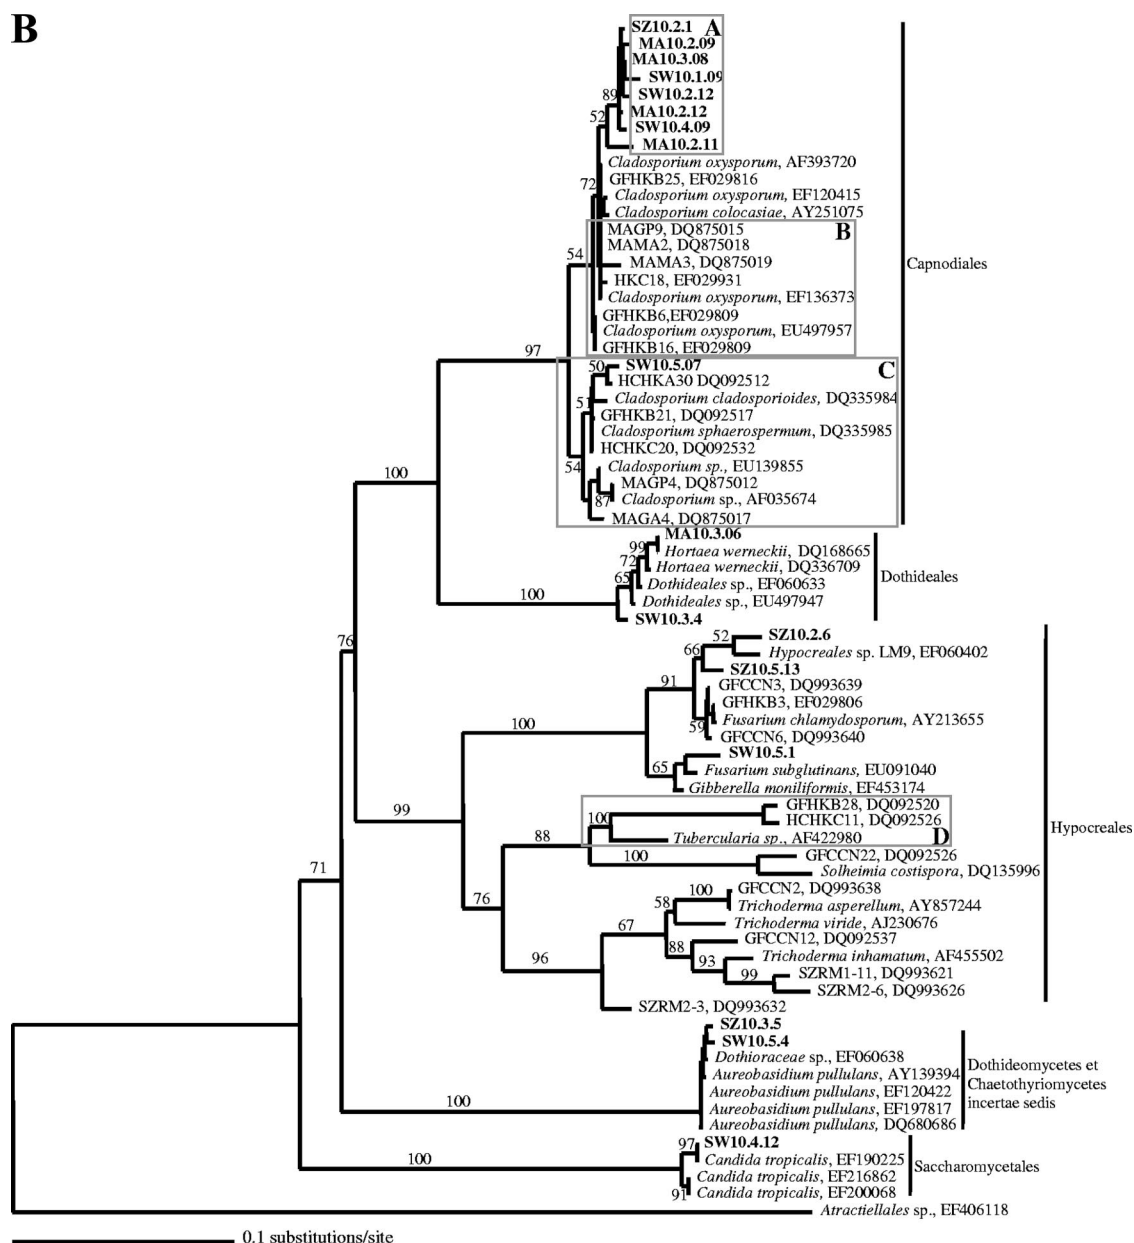 B
SZ10.2.1 A
MA10.2.09
MA10.3.08
SW10.1.09
89 SW10.2.12
MA10.2.12
52 SW10.4.09
MA10.2.11
Cladosporium oxysporum, AF393720
72 GFHKB25, EF029816
Cladosporium oxysporum, EF120415
Cladosporium colocasiae, AY251075
MAGP9, DQ875015 B
MAMA2, DQ875018
54 MAMA3, DQ875019 Capnodiales
HKC18, EF029931
Cladosporium oxysporum, EF136373
GFHKB6,EF029809
Cladosporium oxysporum, EU497957
GFHKB16, EF029809
97
50 SW10.5.07 C
HCHKA30 DQ092512
51 Cladosporium cladosporioides, DQ335984
GFHKB21, DQ092517
Cladosporium sphaerospermum, DQ335985
HCHKC20, DQ092532
54 Cladosporium sp., EU139855
100 MAGP4, DQ875012
87 Cladosporium sp., AF035674
MAGA4, DQ875017
MA10.3.06
99 Hortaea werneckii, DQ168665
72 Hortaea werneckii, DQ336709
65 Dothideales sp., EF060633 Dothideales
100 Dothideales sp., EU497947
SW10.3.4
76 52 SZ10.2.6
66 Hypocreales sp. LM9, EF060402
SZ10.5.13
91 GFCCN3, DQ993639
GFHKB3, EF029806
100 59 Fusarium chlamydosporum, AY213655
GFCCN6, DQ993640
SW10.5.1
65 Fusarium subglutinans, EU091040
Gibberella moniliformis, EF453174
99 GFHKB28, DQ092520
100 HCHKC11, DQ092526 Hypocreales
88 Tubercularia sp., AF422980 D
100 GFCCN22, DQ092526
71 Solheimia costispora, DQ135996
76 100 GFCCN2, DQ993638
58 Trichoderma asperellum, AY857244
67 Trichoderma viride, AJ230676
88 GFCCN12, DQ092537
96 93 Trichoderma inhamatum, AF455502
99 SZRM1-11, DQ993621
SZRM2-6, DQ993626
SZRM2-3, DQ993632
SZ10.3.5
SW10.5.4
Dothioraceae sp., EF060638 Dothideomycetes et
Aureobasidium pullulans, AY139394 Chaetothyriomycetes
Aureobasidium pullulans, EF120422 incertae sedis
100 Aureobasidium pullulans, EF197817
Aureobasidium pullulans, DQ680686
97 SW10.4.12
100 Candida tropicalis, EF190225 Saccharomycetales
Candida tropicalis, EF216862
91 Candida tropicalis, EF200068
Atractiellales sp., EF406118
0.1 substitutions/site